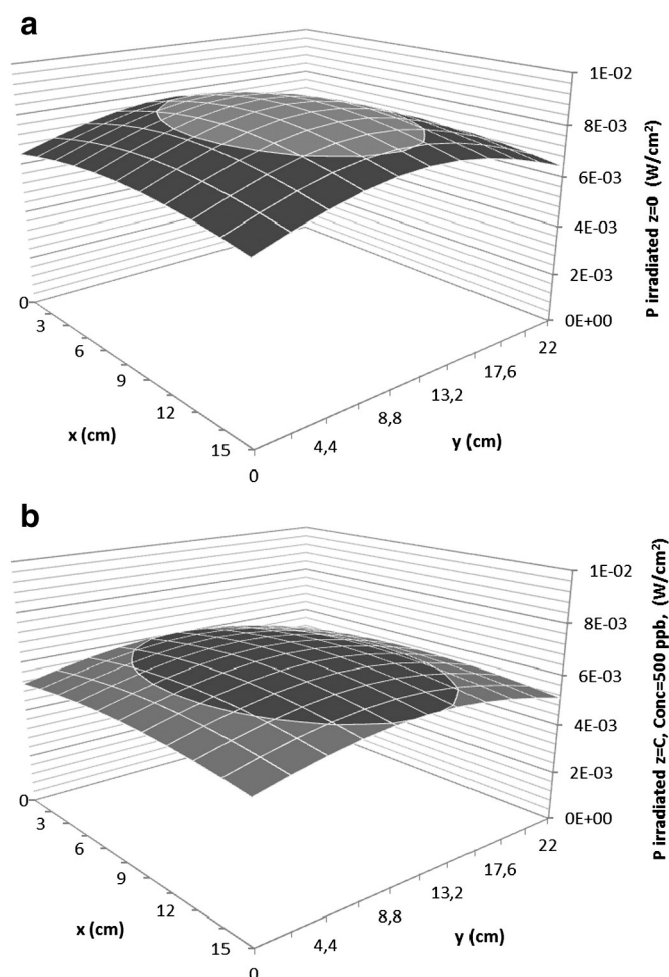 a
1E-02
8E-03
6E-03
4E-03
2E-03
0E+00
P irradiated z=0 (W/cm²)
0
3
6
9
12
15
x (cm)
0
4,4
8,8
13,2
17,6
22
y (cm)
b
1E-02
8E-03
6E-03
4E-03
2E-03
0E+00
P irradiated z=C, Conc=500 ppb, (W/cm²)
0
3
6
9
12
15
x (cm)
0
4,4
8,8
13,2
17,6
22
y (cm)